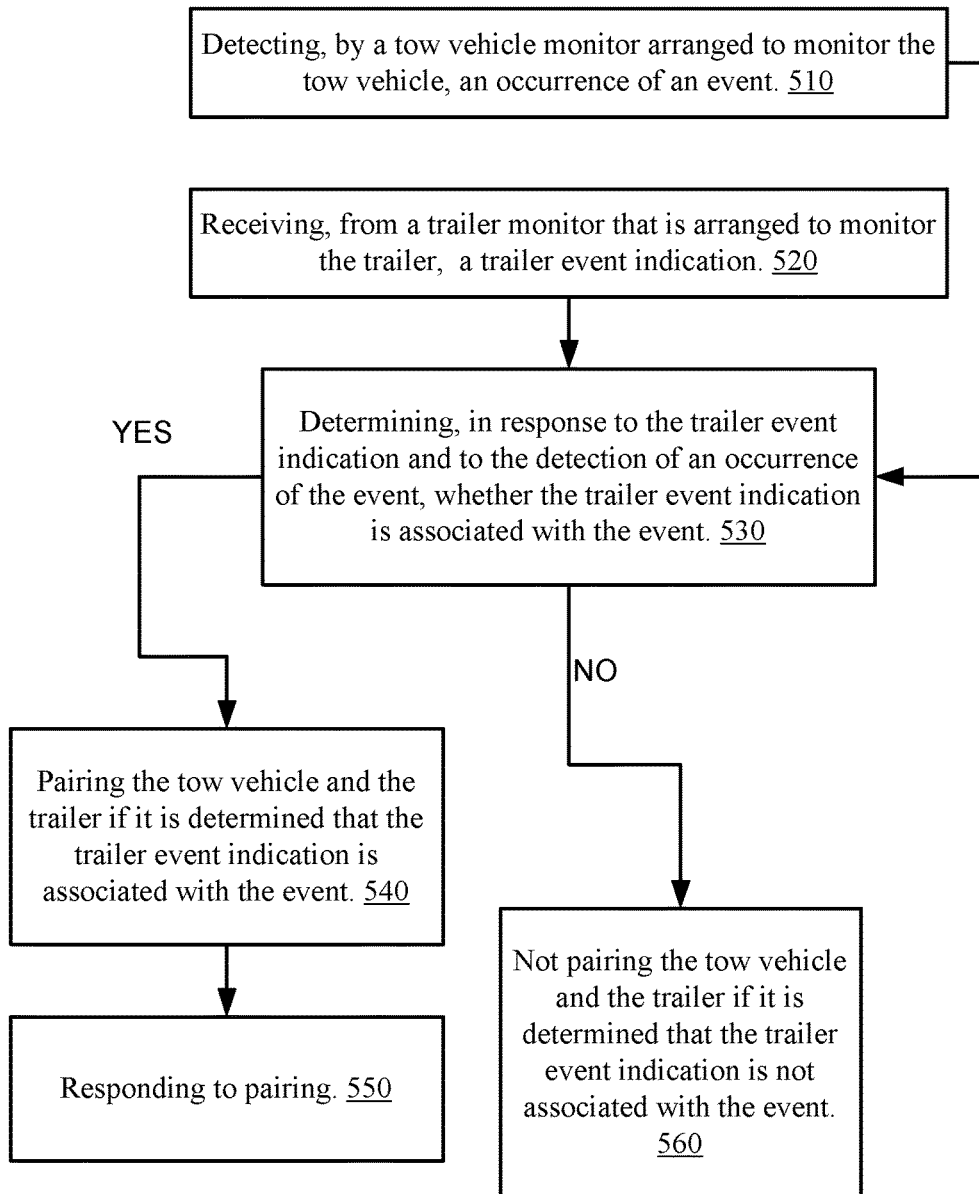 Detecting, by a tow vehicle monitor arranged to monitor the
tow vehicle, an occurrence of an event. 510
Receiving, from a trailer monitor that is arranged to monitor
the trailer,  a trailer event indication. 520
YES
Determining, in response to the trailer event
indication and to the detection of an occurrence
of the event, whether the trailer event indication
is associated with the event. 530
NO
Pairing the tow vehicle and the
trailer if it is determined that the
trailer event indication is
associated with the event. 540
Responding to pairing. 550
Not pairing the tow vehicle
and the trailer if it is
determined that the trailer
event indication is not
associated with the event.
560